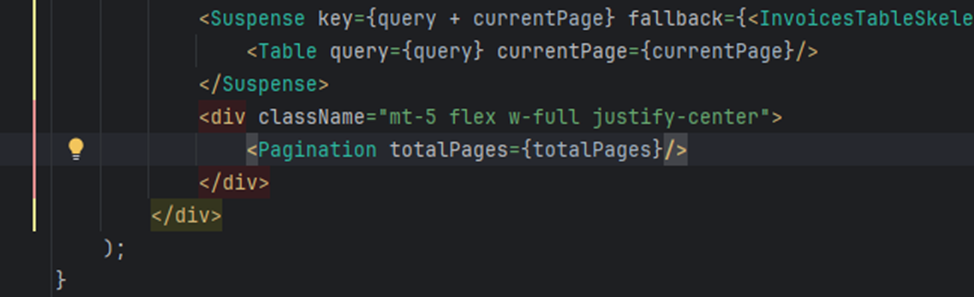 <Suspense key={query + currentPage} fallback={<InvoicesTableSkele
<Table query={query} currentPage={currentPage}/>
</Suspense>
<div className="mt-5 flex w-full justify-center">
<Pagination totalPages={totalPages}/>
</div>
</div>
);
}